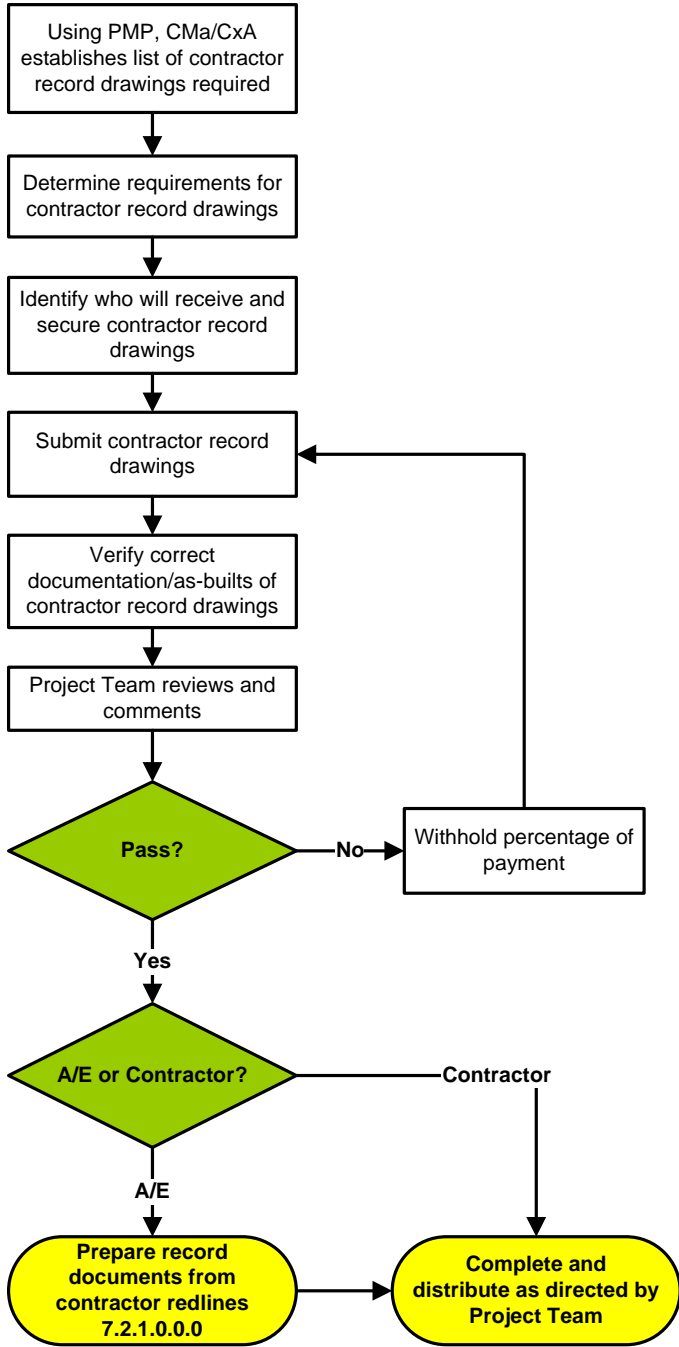 Using PMP, CMa/CxA
establishes list of contractor
record drawings required
Determine requirements for
contractor record drawings
Identify who will receive and
secure contractor record
drawings
Submit contractor record
drawings
Verify correct
documentation/as-builts of
contractor record drawings
Project Team reviews and
comments
Pass?
No
Withhold percentage of
payment
Yes
A/E or Contractor?
Contractor
A/E
Prepare record
documents from
contractor redlines
7.2.1.0.0.0
Complete and
distribute as directed by
Project Team